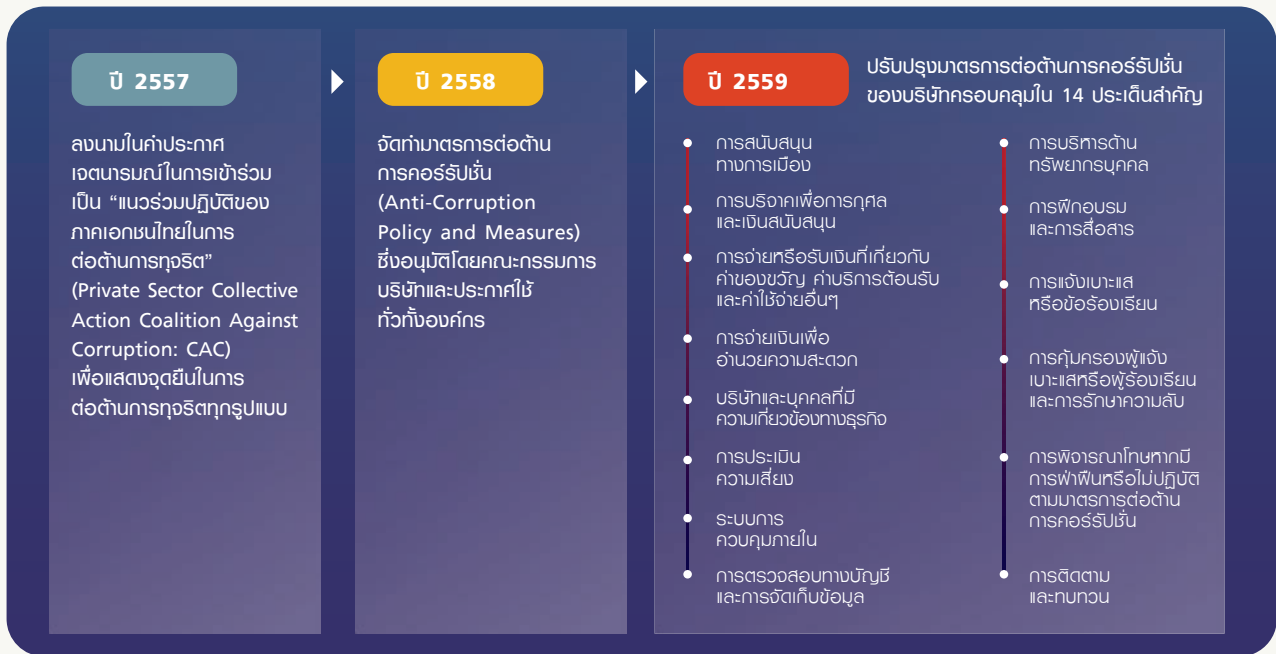 ปี 2557
ลงนามในคำประกาศ
เจตนารมณ์ในการเข้าร่วม
เป็น “แนวร่วมปฏิบัติของ
ภาคเอกชนไทยในการ
ต่อต้านการทุจริต”
(Private Sector Collective
Action Coalition Against
Corruption: CAC)
เพื่อแสดงจุดยืนในการ
ต่อต้านการทุจริตทุกรูปแบบ
ปี 2558
จัดทำมาตรการต่อต้าน
การคอร์รัปชั่น
(Anti-Corruption
Policy and Measures)
ซึ่งอนุมัติโดยคณะกรรมการ
บริษัทและประกาศใช้
ทั่วทั้งองค์กร
ปี 2559
ปรับปรุงมาตรการต่อต้านการคอร์รัปชั่น
ของบริษัทครอบคลุมใน 14 ประเด็นสำคัญ
การสนับสนุน
ทางการเมือง
การบริจาคเพื่อการกุศล
และเงินสนับสนุน
การจ่ายหรือรับเงินที่เกี่ยวกับ
ค่าของขวัญ ค่าบริการต้อนรับ
และค่าใช้จ่ายอื่นๆ
การจ่ายเงินเพื่อ
อำนวยความสะดวก
บริษัทและบุคคลที่มี
ความเกี่ยวข้องทางธุรกิจ
การประเมิน
ความเสี่ยง
ระบบการ
ควบคุมภายใน
การตรวจสอบทางบัญชี
และการจัดเก็บข้อมูล
การบริหารด้าน
ทรัพยากรบุคคล
การฝึกอบรม
และการสื่อสาร
การแจ้งเบาะแส
หรือข้อร้องเรียน
การคุ้มครองผู้แจ้ง
เบาะแสหรือผู้ร้องเรียน
และการรักษาความลับ
การพิจารณาโทษหากมี
การฝ่าฝืนหรือไม่ปฏิบัติ
ตามมาตรการต่อต้าน
การคอร์รัปชั่น
การติดตาม
และทบทวน